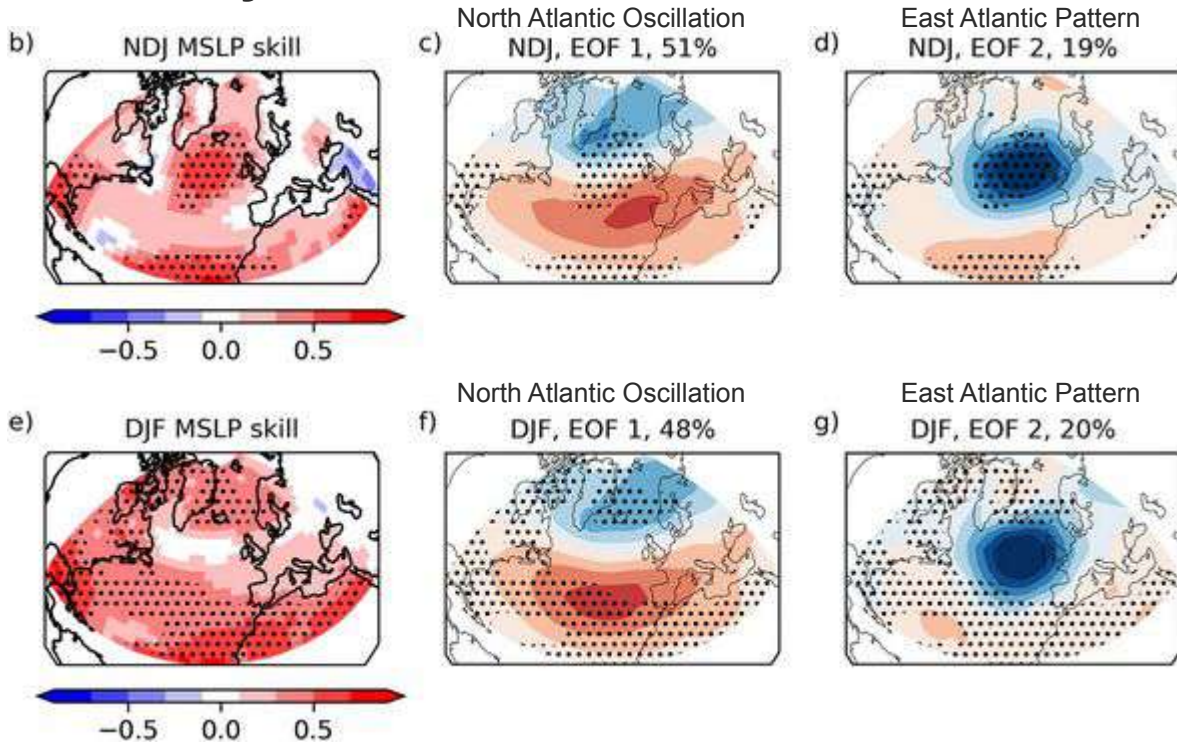 North Atlantic Oscillation
East Atlantic Pattern
b) NDJ MSLP skill
c) NDJ, EOF 1, 51%
d) NDJ, EOF 2, 19%
−0.5 0.0 0.5
North Atlantic Oscillation
East Atlantic Pattern
e) DJF MSLP skill
f) DJF, EOF 1, 48%
g) DJF, EOF 2, 20%
−0.5 0.0 0.5